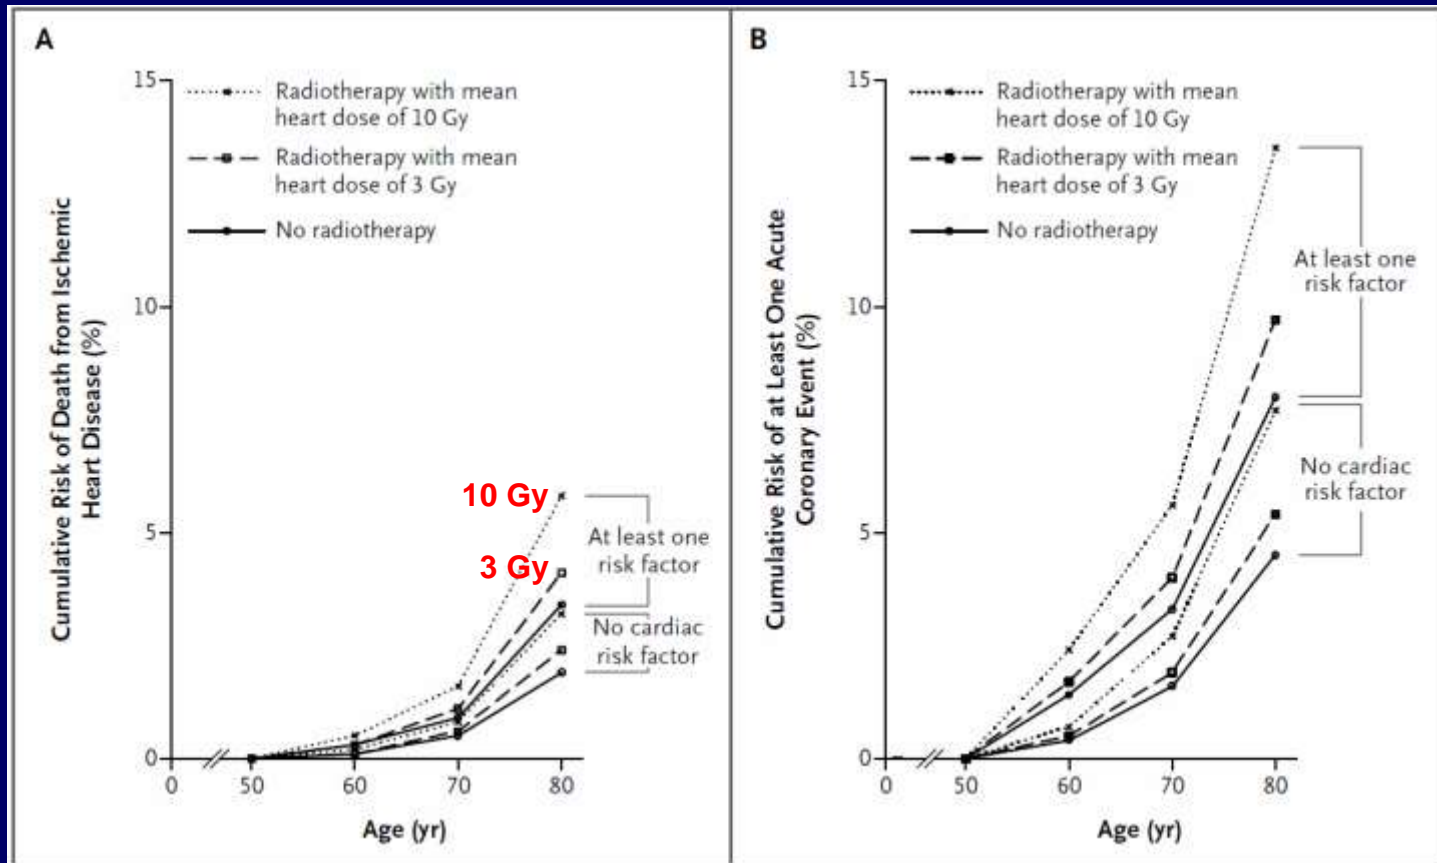 A
Cumulative Risk of Death from Ischemic
Heart Disease (%)
15
10
5
0
Radiotherapy with mean
heart dose of 10 Gy
Radiotherapy with mean
heart dose of 3 Gy
No radiotherapy
10 Gy
3 Gy
At least one
risk factor
No cardiac
risk factor
0
50
60
70
80
Age (yr)
B
Cumulative Risk of at Least One Acute
Coronary Event (%)
15
10
5
0
Radiotherapy with mean
heart dose of 10 Gy
Radiotherapy with mean
heart dose of 3 Gy
No radiotherapy
At least one
risk factor
No cardiac
risk factor
0
50
60
70
80
Age (yr)